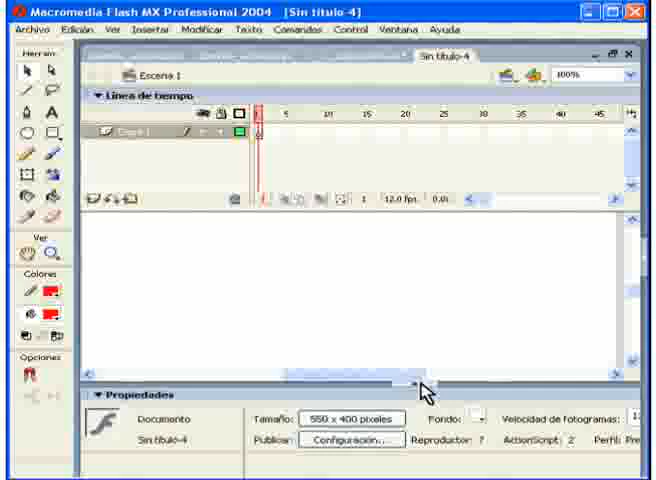 Macromedia Flash MX Professional 2004 - [Sin título-4]
Archivo Edición Ver Insertar Modificar Texto Comandos Control Ventana Ayuda
Herram.
Sin título-4
Escena 1
100%
Línea de tiempo
5 10 15 20 25 30 35 40 45
Capa 1
1 12.0 fps 0.0s
Ver
Colores
Opciones
Propiedades
Documento
Tamaño: 550 x 400 píxeles
Fondo:
Velocidad de fotogramas:
Sin título-4
Publicar: Configuración...
Reproductor: 7
ActionScript: 2
Perfil: Pre